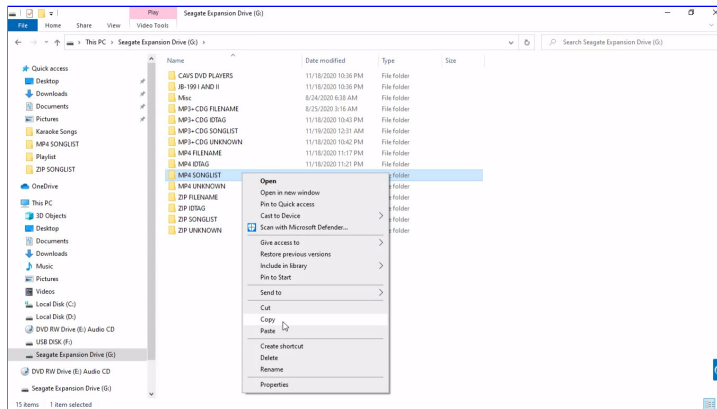 Play
Seagate Expansion Drive (G:)
File Home Share View Video Tools
This PC > Seagate Expansion Drive (G:) >
Search Seagate Expansion Drive (G:)
Name Date modified Type Size
Quick access
Desktop
Downloads
Documents
Pictures
Karaoke Songs
MP4 SONGLIST
Playlist
ZIP SONGLIST
OneDrive
This PC
3D Objects
Desktop
Documents
Downloads
Music
Pictures
Videos
Local Disk (C:)
Local Disk (D:)
DVD RW Drive (E:) Audio CD
USB DISK (F:)
Seagate Expansion Drive (G:)
DVD RW Drive (E:) Audio CD
Seagate Expansion Drive (G:)
CAVS DVD PLAYERS 11/18/2020 10:36 PM File folder
JB-199 I AND II 11/18/2020 10:36 PM File folder
Misc 8/24/2020 6:38 AM File folder
MP3+CDG FILENAME 8/25/2020 3:16 AM File folder
MP3+CDG IDTAG 11/18/2020 10:43 PM File folder
MP3+CDG SONGLIST 11/19/2020 12:31 AM File folder
MP3+CDG UNKNOWN 11/18/2020 10:42 PM File folder
MP4 FILENAME 11/18/2020 11:17 PM File folder
MP4 IDTAG 11/18/2020 11:21 PM File folder
MP4 SONGLIST folder
MP4 UNKNOWN folder
ZIP FILENAME folder
ZIP IDTAG folder
ZIP SONGLIST folder
ZIP UNKNOWN folder
Open
Open in new window
Pin to Quick access
Cast to Device
Scan with Microsoft Defender...
Give access to
Restore previous versions
Include in library
Pin to Start
Send to
Cut
Copy
Paste
Create shortcut
Delete
Rename
Properties
15 items 1 item selected